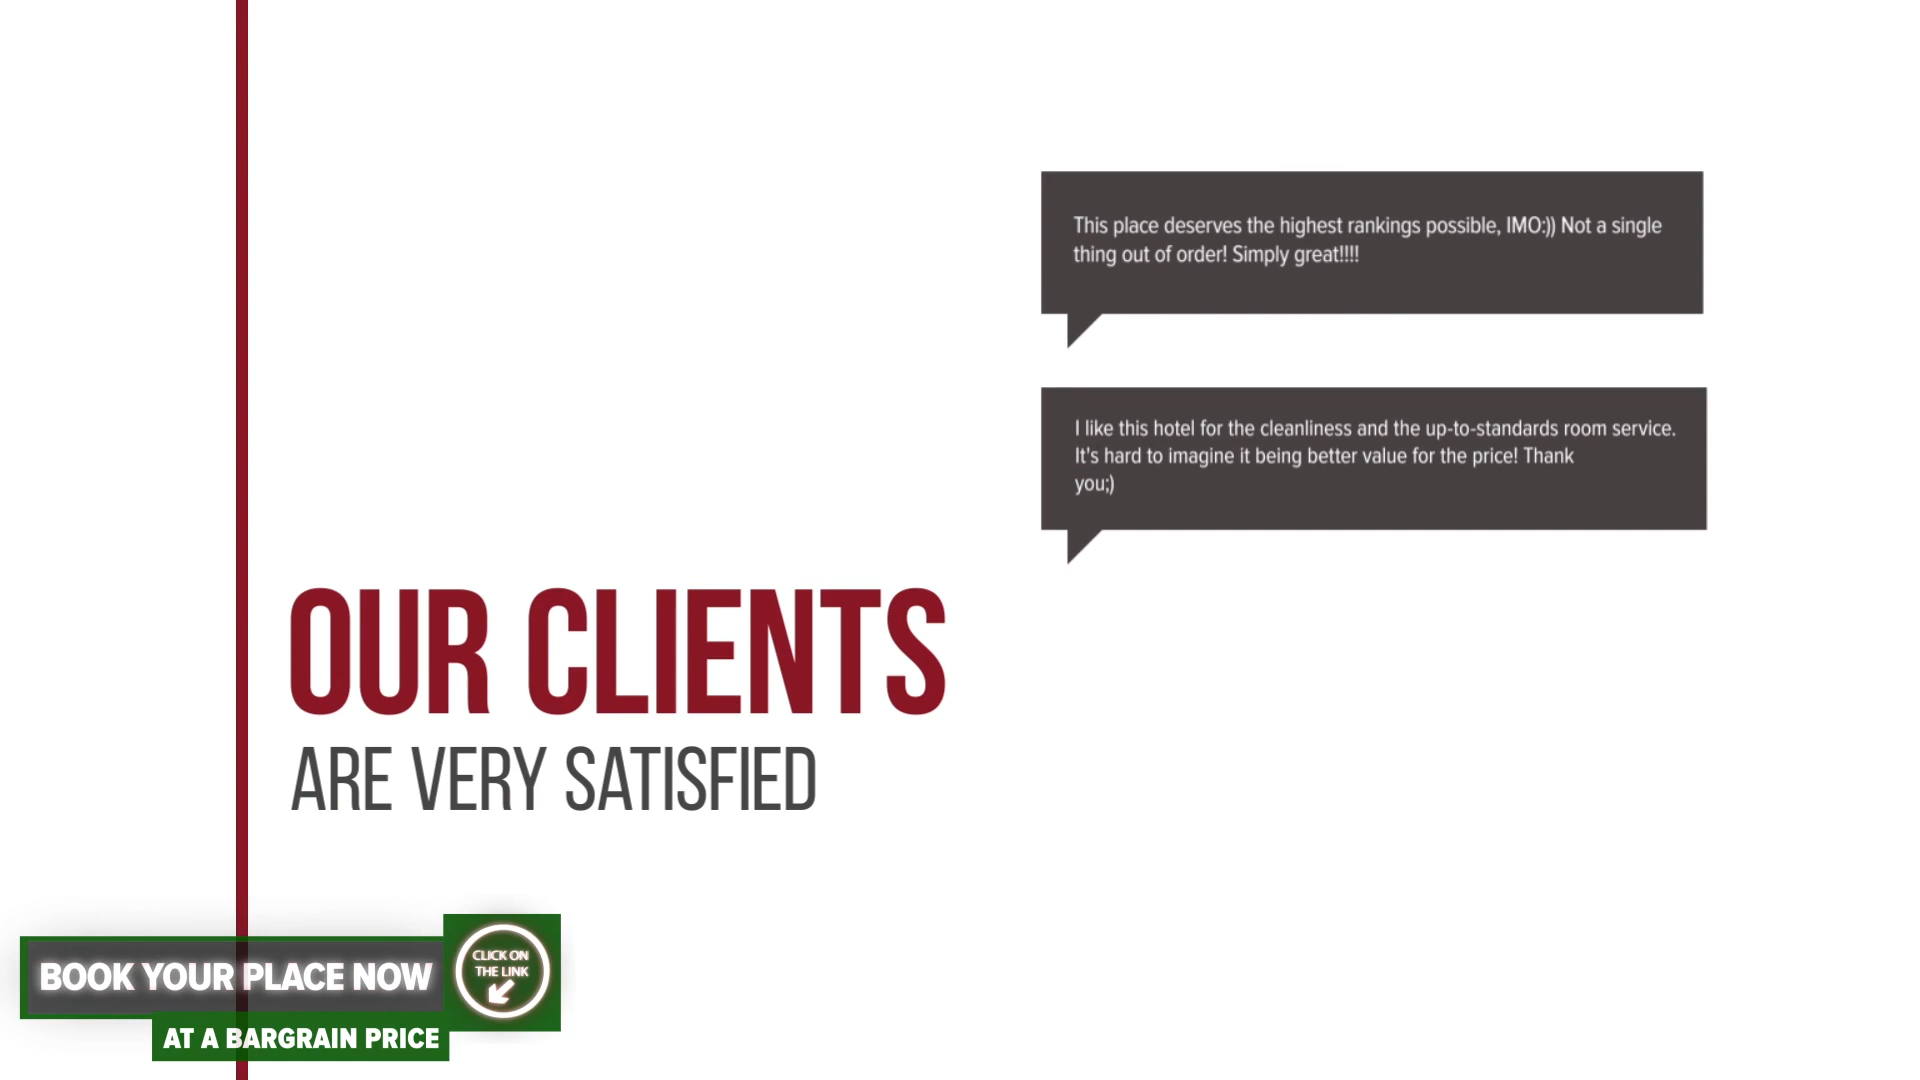 This place deserves the highest rankings possible, IMO:)) Not a single
thing out of order! Simply great!!!!
I like this hotel for the cleanliness and the up-to-standards room service.
It's hard to imagine it being better value for the price! Thank
you;)
OUR CLIENTS
ARE VERY SATISFIED
BOOK YOUR PLACE NOW
CLICK ON
THE LINK
AT A BARGRAIN PRICE